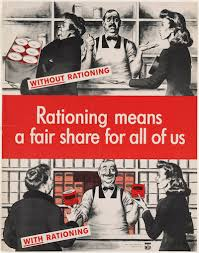 WITHOUT RATIONING
Rationing means
a fair share for all of us
WITH RATIONING